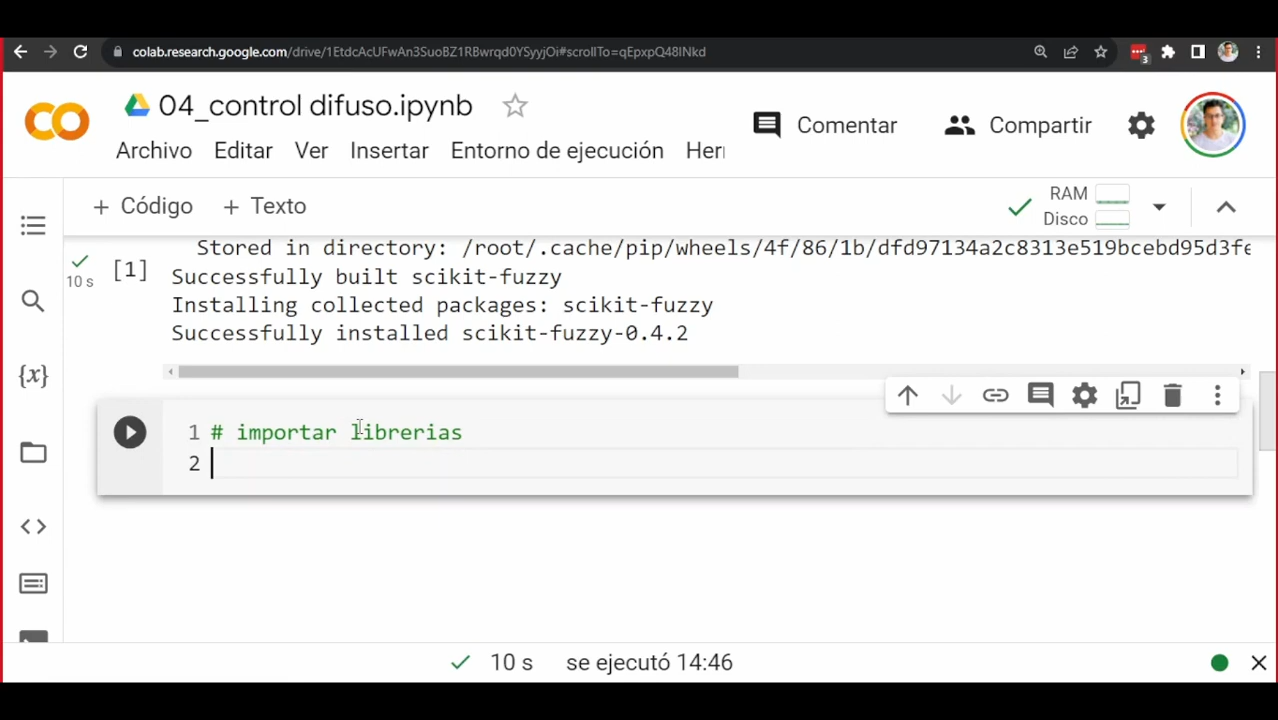 colab.research.google.com/drive/1EtdcAcUFwAn3SuoBZ1RBwrqd0YSyyjOi#scrollTo=qEpxpQ48INkd
3
04_control difuso.ipynb
Comentar
Compartir
Archivo Editar Ver Insertar Entorno de ejecución Her
+ Código + Texto
RAM
Disco
Stored in directory: /root/.cache/pip/wheels/4f/86/1b/dfd97134a2c8313e519bcebd95d3fe
[1]
10 s
Successfully built scikit-fuzzy
Installing collected packages: scikit-fuzzy
Successfully installed scikit-fuzzy-0.4.2
{x}
1 # importar librerias
2
10 s se ejecutó 14:46